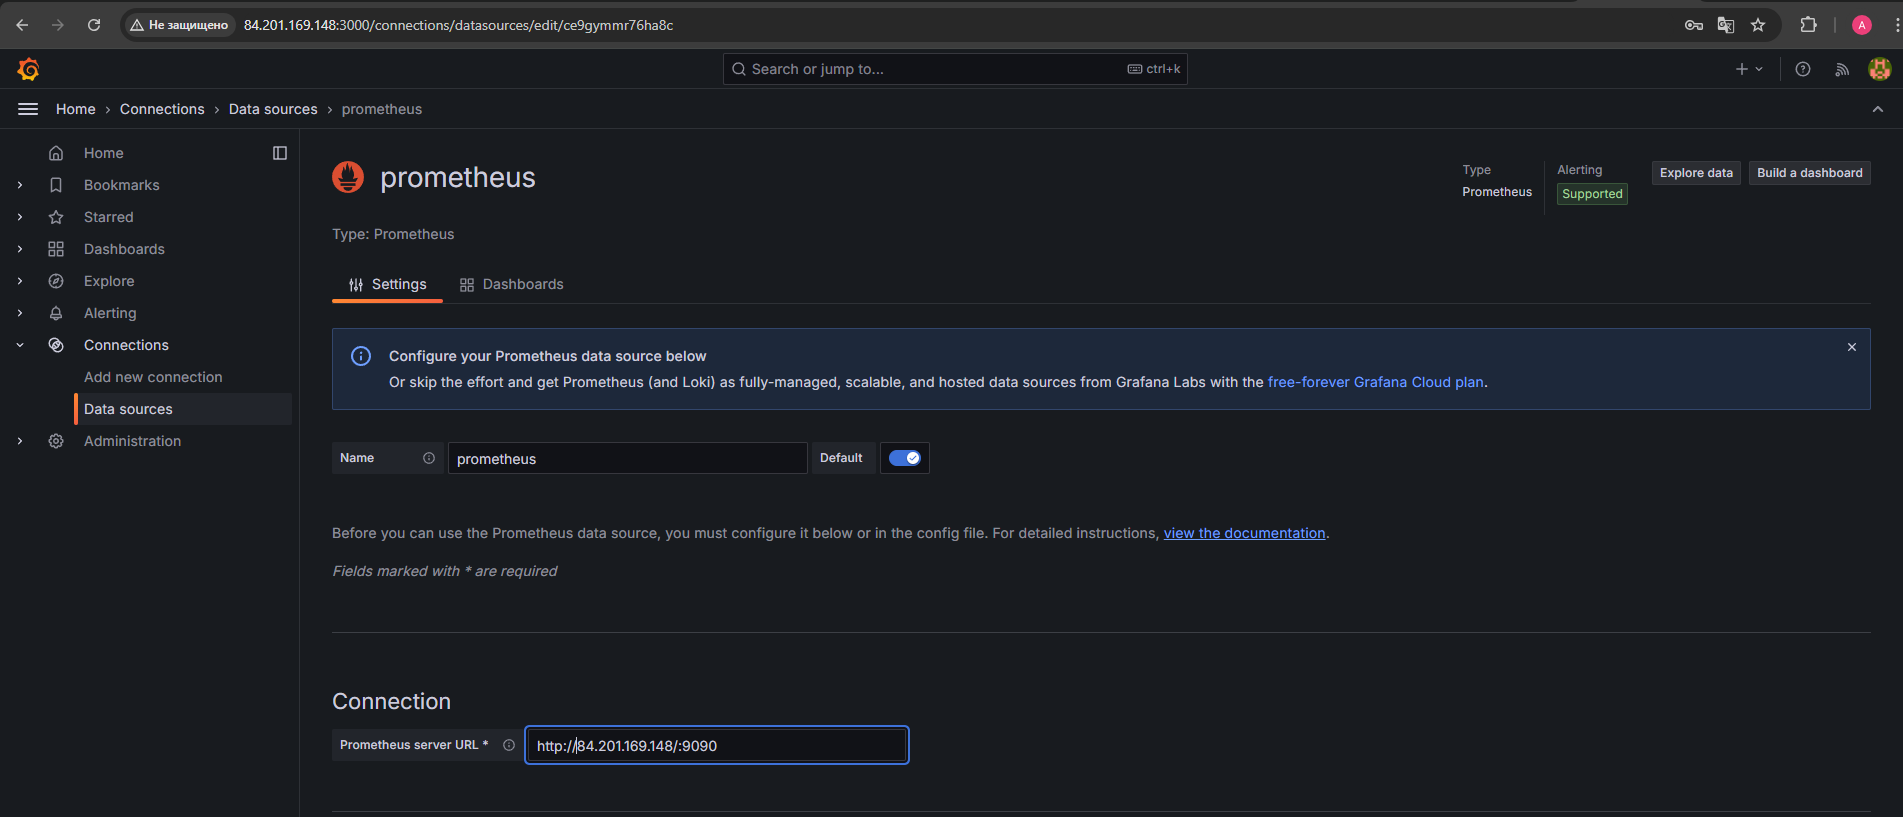 Не защищено 84.201.169.148:3000/connections/datasources/edit/ce9gymmr76ha8c A
Search or jump to... ctrl+k
Home › Connections › Data sources › prometheus
Home
Bookmarks
Starred
Dashboards
Explore
Alerting
Connections
Add new connection
Data sources
Administration
prometheus
Type
Prometheus
Alerting
Supported
Explore data
Build a dashboard
Type: Prometheus
Settings Dashboards
Configure your Prometheus data source below
Or skip the effort and get Prometheus (and Loki) as fully-managed, scalable, and hosted data sources from Grafana Labs with the free-forever Grafana Cloud plan.
Name prometheus Default
Before you can use the Prometheus data source, you must configure it below or in the config file. For detailed instructions, view the documentation.
Fields marked with * are required
Connection
Prometheus server URL * http://84.201.169.148/:9090